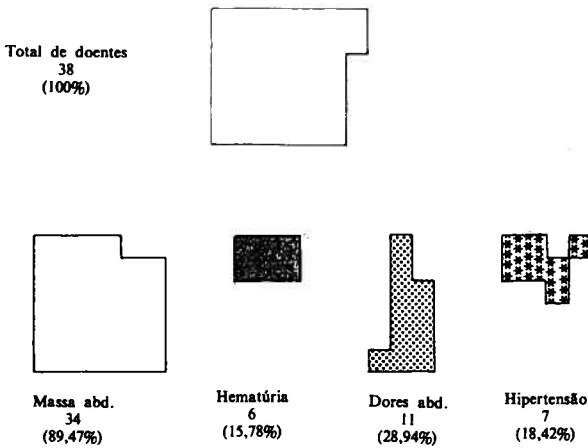 Total de doentes
38
(100%)
Massa abd.
34
(89,47%)
Hematúria
6
(15,78%)
Dores abd.
11
(28,94%)
Hipertensão
7
(18,42%)